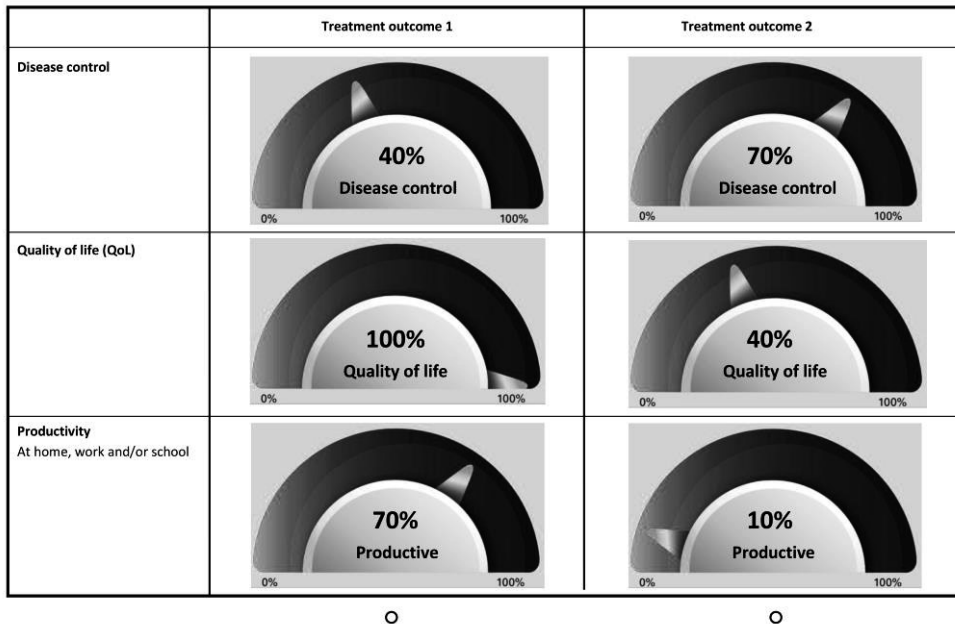 Treatment outcome 1
Treatment outcome 2
Disease control
40%
Disease control
0%
100%
70%
Disease control
0%
100%
Quality of life (QoL)
100%
Quality of life
0%
100%
40%
Quality of life
0%
100%
Productivity
At home, work and/or school
70%
Productive
0%
100%
10%
Productive
0%
100%